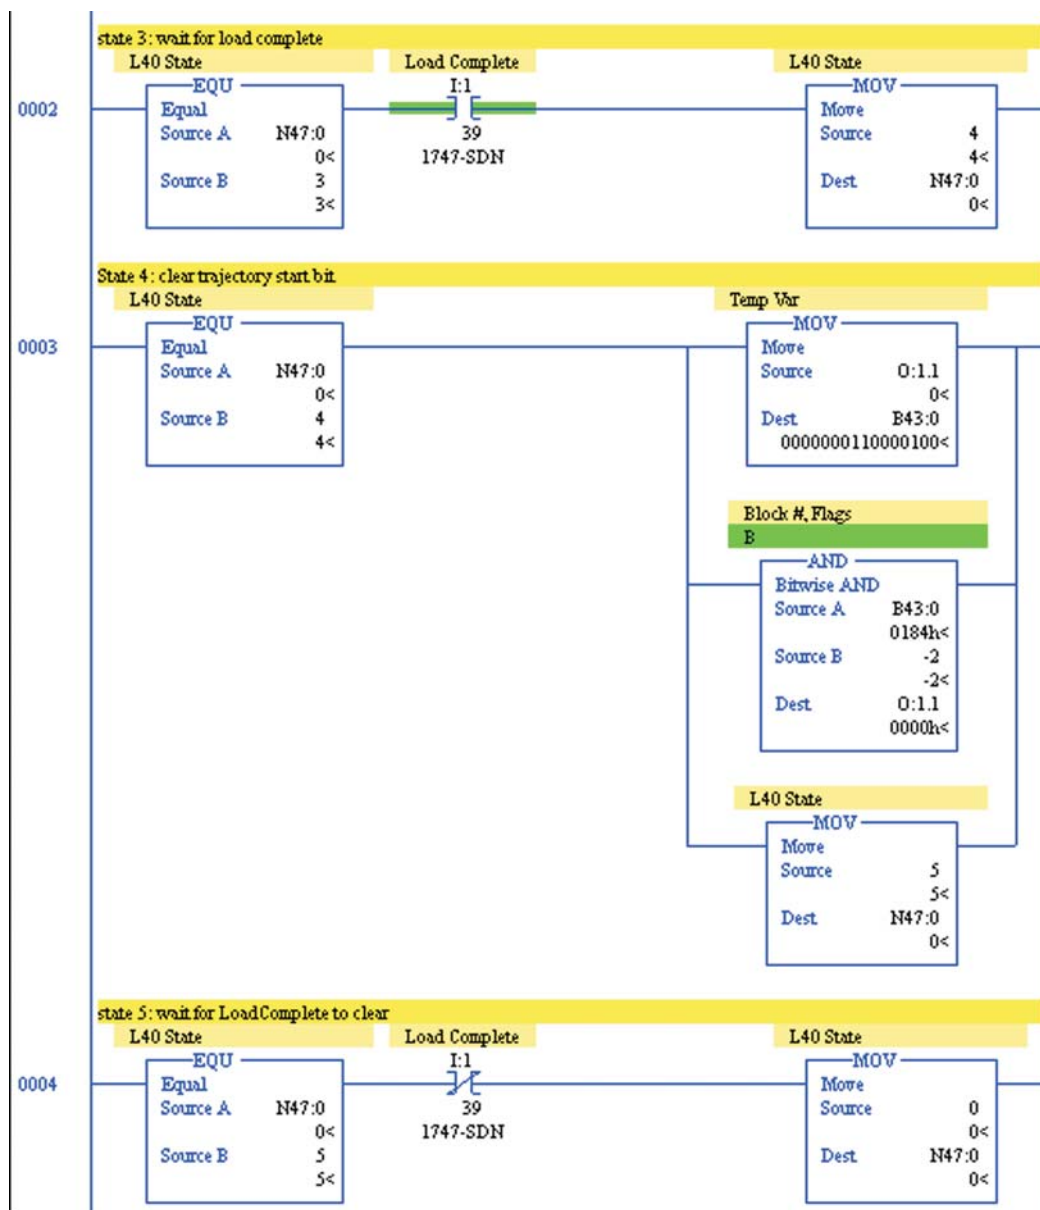 state 3: wait for load complete
L40 State
Load Complete
L40 State
0002
EQU
Equal
Source A N47:0
0<
Source B 3
3<
I:1
39
1747-SDN
MOV
Move
Source 4
4<
Dest N47:0
0<
State 4: clear trajectory start bit
L40 State
Temp Var
0003
EQU
Equal
Source A N47:0
0<
Source B 4
4<
MOV
Move
Source O:1.1
0<
Dest B43:0
0000000110000100<
Block #, Flags
B
AND
Bitwise AND
Source A B43:0
0184h<
Source B -2
-2<
Dest O:1.1
0000h<
L40 State
MOV
Move
Source 5
5<
Dest N47:0
0<
state 5: wait for LoadComplete to clear
L40 State
Load Complete
L40 State
0004
EQU
Equal
Source A N47:0
0<
Source B 5
5<
I:1
39
1747-SDN
MOV
Move
Source 0
0<
Dest N47:0
0<